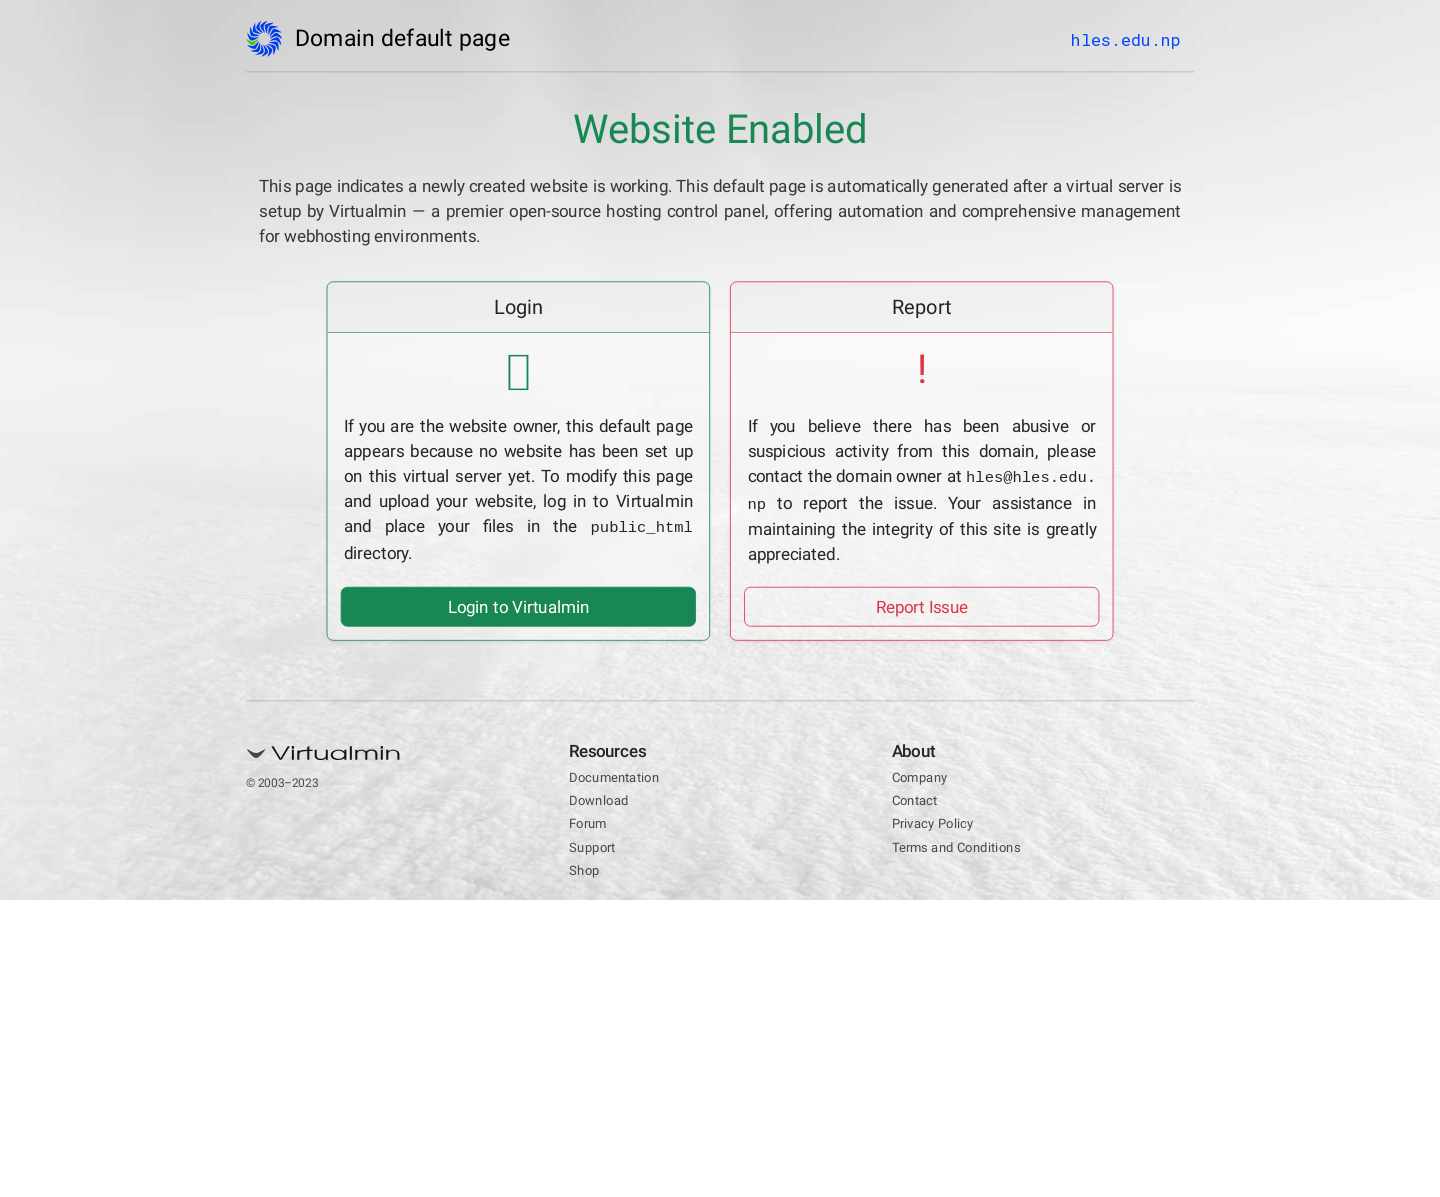 Domain default page
hles.edu.np
Website Enabled
This page indicates a newly created website is working. This default page is automatically generated after a virtual server is
setup by Virtualmin — a premier open-source hosting control panel, offering automation and comprehensive management
for webhosting environments.
Login
If you are the website owner, this default page
appears because no website has been set up
on this virtual server yet. To modify this page
and upload your website, log in to Virtualmin
and place your files in the public_html
directory.
Login to Virtualmin
Report
!
If you believe there has been abusive or
suspicious activity from this domain, please
contact the domain owner at hles@hles.edu.
np to report the issue. Your assistance in
maintaining the integrity of this site is greatly
appreciated.
Report Issue
Virtualmin
© 2003–2023
Resources
Documentation
Download
Forum
Support
Shop
About
Company
Contact
Privacy Policy
Terms and Conditions